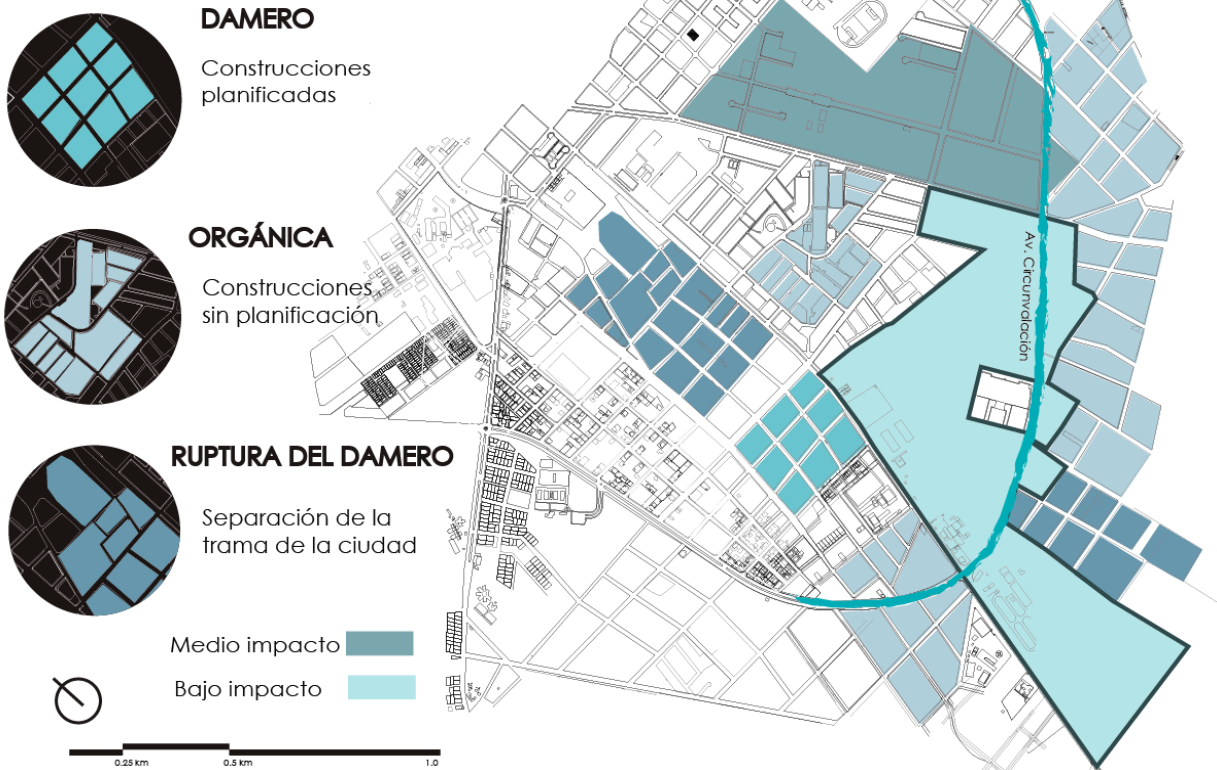 DAMERO
Construcciones
planificadas
ORGÁNICA
Construcciones
sin planificación
RUPTURA DEL DAMERO
Separación de la
trama de la ciudad
Medio impacto
Bajo impacto
0.25 km
0.5 km
1.0
Av. Circunvalación